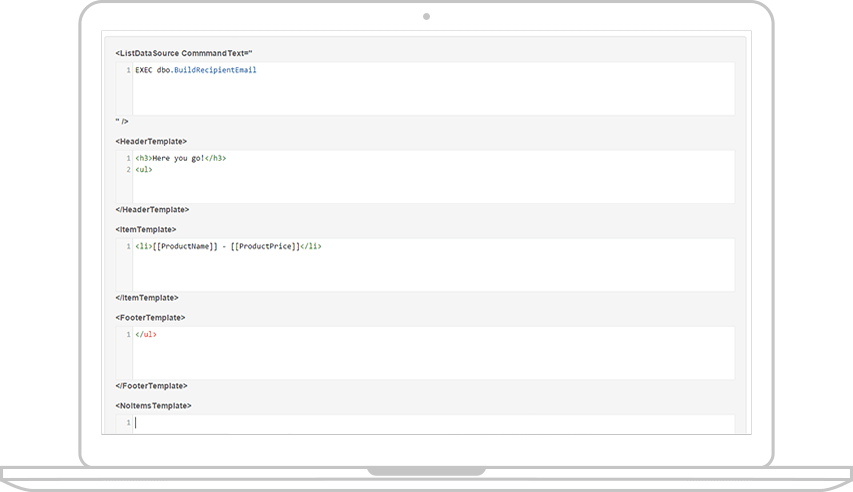 <ListDataSource CommmandText="
1 EXEC dbo.BuildRecipientEmail
" />
<HeaderTemplate>
1 <h3>Here you go!</h3>
2 <ul>
</HeaderTemplate>
<ItemTemplate>
1 <li>[[ProductName]] - [[ProductPrice]]</li>
</ItemTemplate>
<FooterTemplate>
1 </ul>
</FooterTemplate>
<NoItemsTemplate>
1